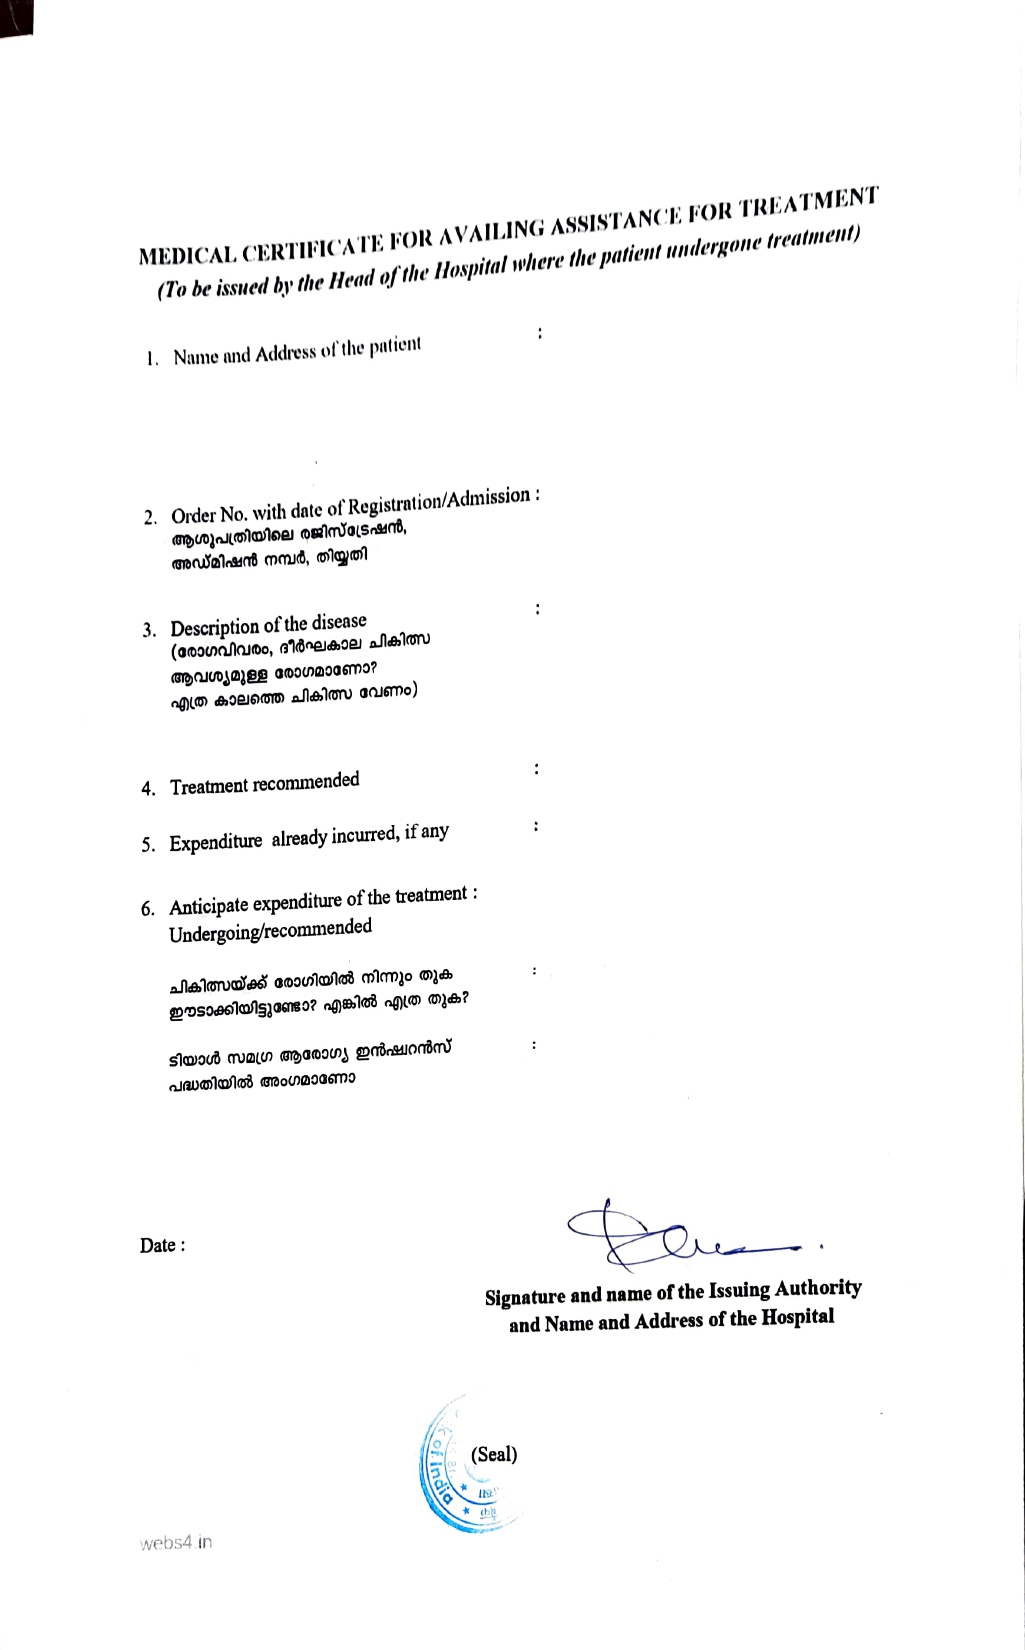 MEDICAL CERTIFICATE FOR AVAILING ASSISTANCE FOR TREATMENT
(To be issued by the Head of the Hospital where the patient undergone treatment)
1. Name and Address of the patient :
2. Order No. with date of Registration/Admission :
ആശുപത്രിയിലെ രജിസ്ട്രേഷൻ,
അഡ്മിഷൻ നമ്പർ, തിയ്യതി
3. Description of the disease :
(രോഗവിവരം, ദീർഘകാല ചികിത്സ
ആവശ്യമുള്ള രോഗമാണോ?
എത്ര കാലത്തെ ചികിത്സ വേണം)
4. Treatment recommended :
5. Expenditure already incurred, if any :
6. Anticipate expenditure of the treatment :
Undergoing/recommended
ചികിത്സയ്ക്ക് രോഗിയിൽ നിന്നും തുക :
ഈടാക്കിയിട്ടുണ്ടോ? എങ്കിൽ എത്ര തുക?
ടിയാൾ സമഗ്ര ആരോഗ്യ ഇൻഷുറൻസ് :
പദ്ധതിയിൽ അംഗമാണോ
Date :
Signature and name of the Issuing Authority
and Name and Address of the Hospital
(Seal)
of India
webs4.in